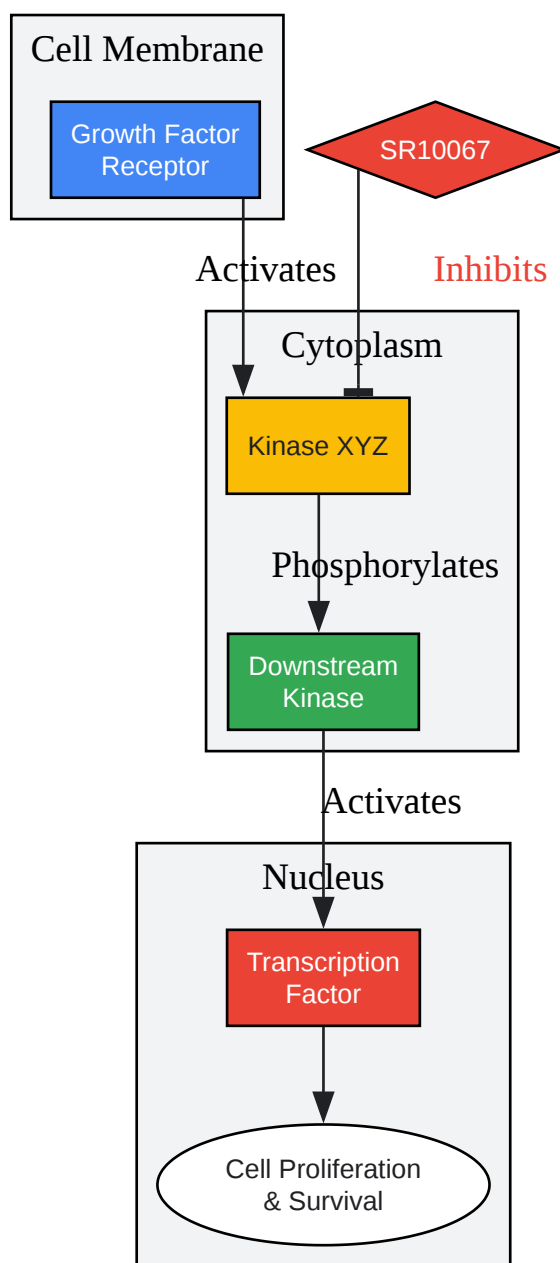 Cell Membrane
Growth Factor
Receptor
SR10067
Activates
Inhibits
Cytoplasm
Kinase XYZ
Phosphorylates
Downstream
Kinase
Activates
Nucleus
Transcription
Factor
Cell Proliferation
& Survival